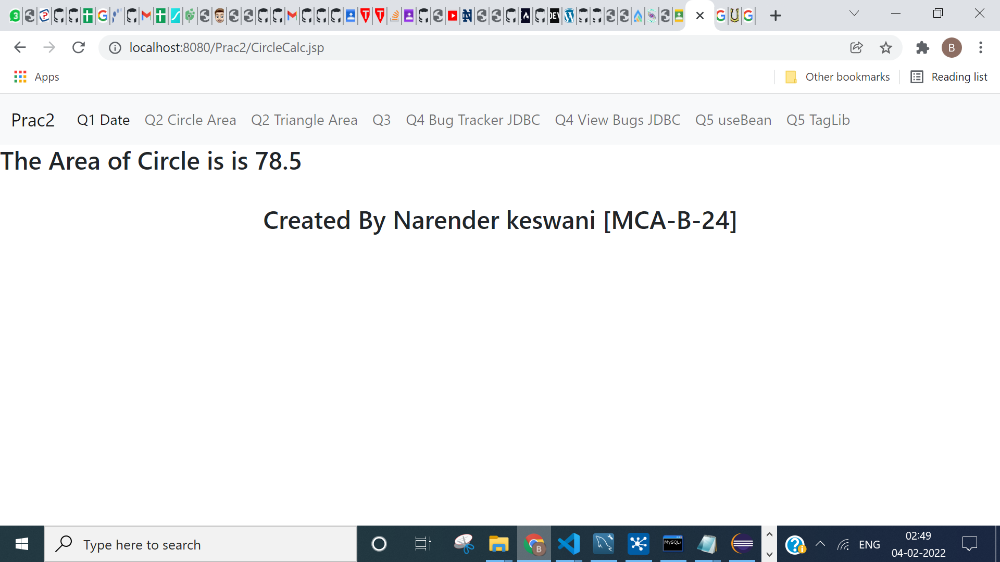 localhost:8080/Prac2/CircleCalc.jsp
B
Apps
Other bookmarks
Reading list
Prac2 Q1 Date Q2 Circle Area Q2 Triangle Area Q3 Q4 Bug Tracker JDBC Q4 View Bugs JDBC Q5 useBean Q5 TagLib
The Area of Circle is is 78.5
Created By Narender keswani [MCA-B-24]
Type here to search
B
MySQL>
ENG
02:49
04-02-2022